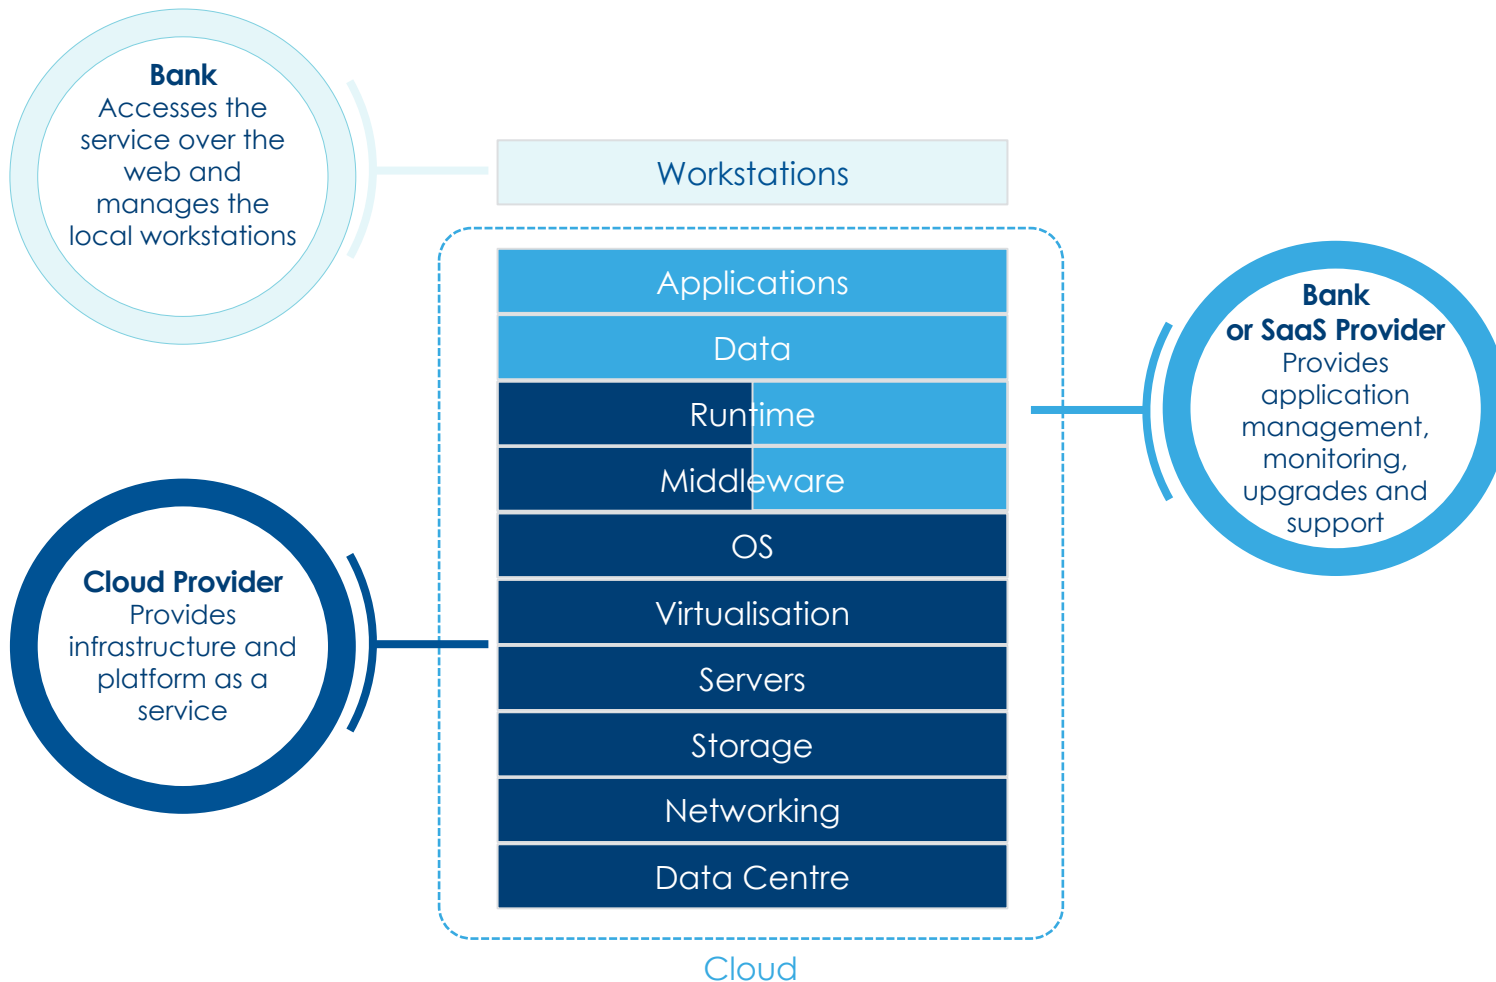 Bank
Accesses the
service over the
web and
manages the
local workstations
Workstations
Applications
Data
Runtime
Middleware
OS
Virtualisation
Servers
Storage
Networking
Data Centre
Cloud
Bank
or SaaS Provider
Provides
application
management,
monitoring,
upgrades and
support
Cloud Provider
Provides
infrastructure and
platform as a
service